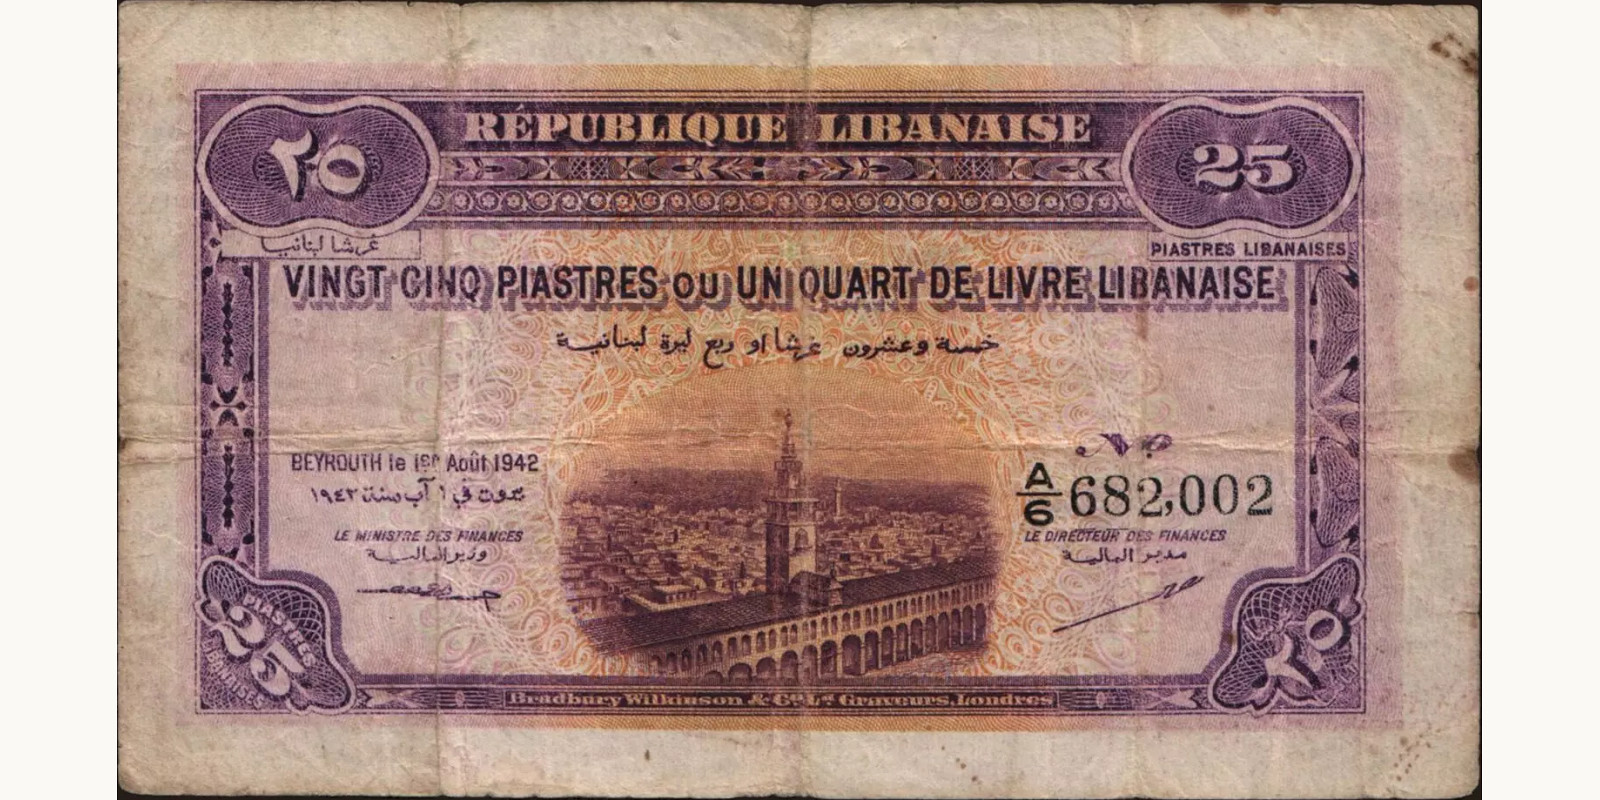 RÉPUBLIQUE LIBANAISE
٢٥
25
غرشا لبنانيا
PIASTRES LIBANAISES
VINGT CINQ PIASTRES OU UN QUART DE LIVRE LIBANAISE
خمسة وعشرون غرشا او ربع ليرة لبنانية
BEYROUTH le 1er Août 1942
بيروت في ١ آب سنة ١٩٤٢
LE MINISTRE DES FINANCES
وزير المالية
No
A/6 682,002
LE DIRECTEUR DES FINANCES
مدير المالية
PIASTRES
25
LIBANAISES
٢٥
Bradbury Wilkinson & Co. Ld. Graveurs, Londres